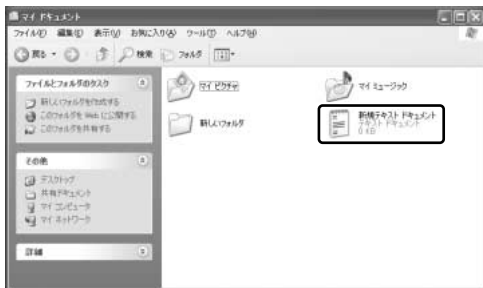 マイ ドキュメント
ファイル(F) 編集(E) 表示(V) お気に入り(A) ツール(T) ヘルプ(H)
戻る 検索 フォルダ
ファイルとフォルダのタスク
新しいフォルダを作成する
このフォルダを Web に公開する
このフォルダを共有する
その他
デスクトップ
共有ドキュメント
マイ コンピュータ
マイ ネットワーク
詳細
マイ ピクチャ
マイ ミュージック
新しいフォルダ
新規テキスト ドキュメント
テキスト ドキュメント
0 KB